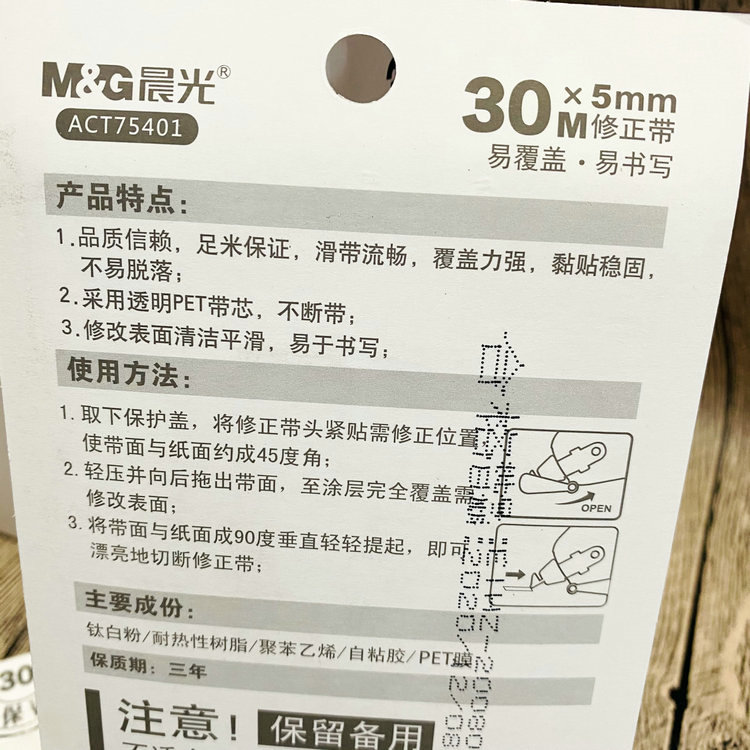 M&G晨光®
ACT75401
30M×5mm
修正带
易覆盖·易书写
产品特点：
1.品质信赖，足米保证，滑带流畅，覆盖力强，黏贴稳固，
不易脱落；
2.采用透明PET带芯，不断带；
3.修改表面清洁平滑，易于书写；
使用方法：
1. 取下保护盖，将修正带头紧贴需修正位置
使带面与纸面约成45度角；
2. 轻压并向后拖出带面，至涂层完全覆盖需
修改表面；
3. 将带面与纸面成90度垂直轻轻提起，即可
漂亮地切断修正带；
OPEN
主要成份：
钛白粉/耐热性树脂/聚苯乙烯/自粘胶/PET膜
保质期：三年
注意！
保留备用
合格
2020/12/08
30